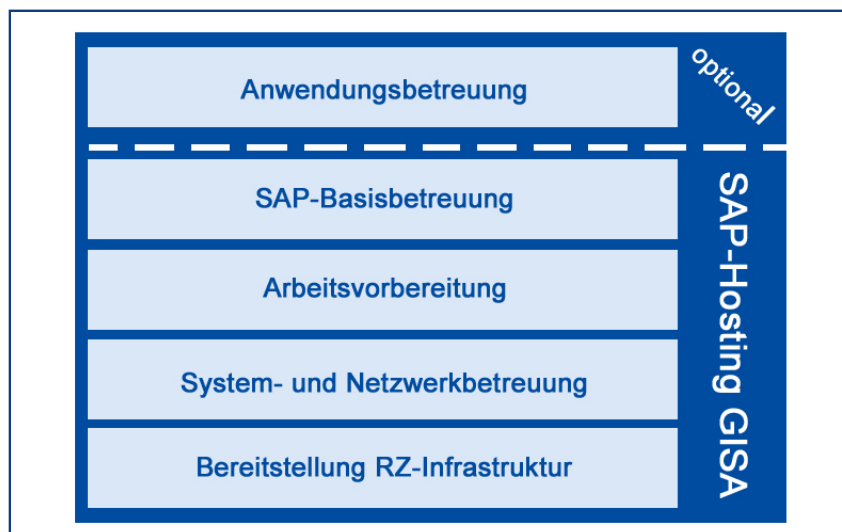 Anwendungsbetreuung
optional
SAP-Basisbetreuung
Arbeitsvorbereitung
System- und Netzwerkbetreuung
Bereitstellung RZ-Infrastruktur
SAP-Hosting GISA